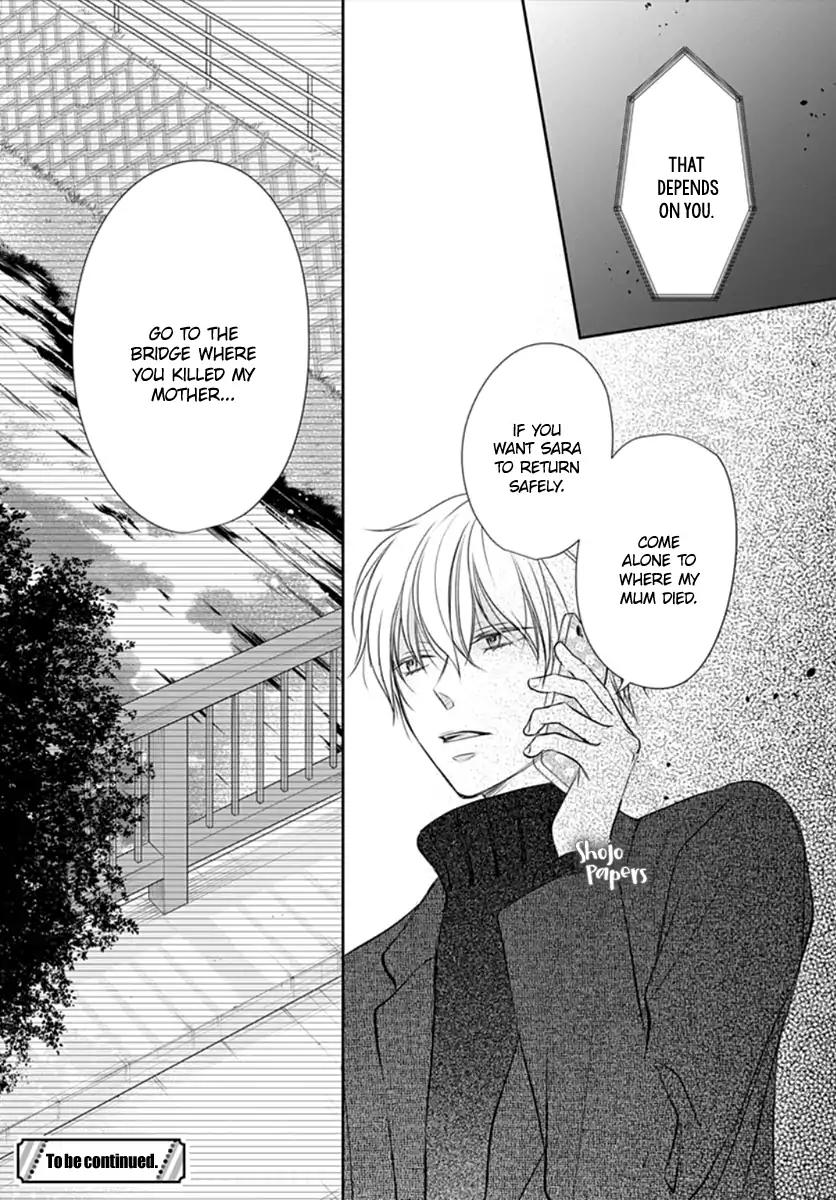 THAT
DEPENDS
ON YOU.
IF YOU
WANT SARA
TO RETURN
SAFELY.
COME
ALONE TO
WHERE MY
MUM DIED.
GO TO THE
BRIDGE WHERE
YOU KILLED MY
MOTHER...
Shojo
Papers
To be continued.